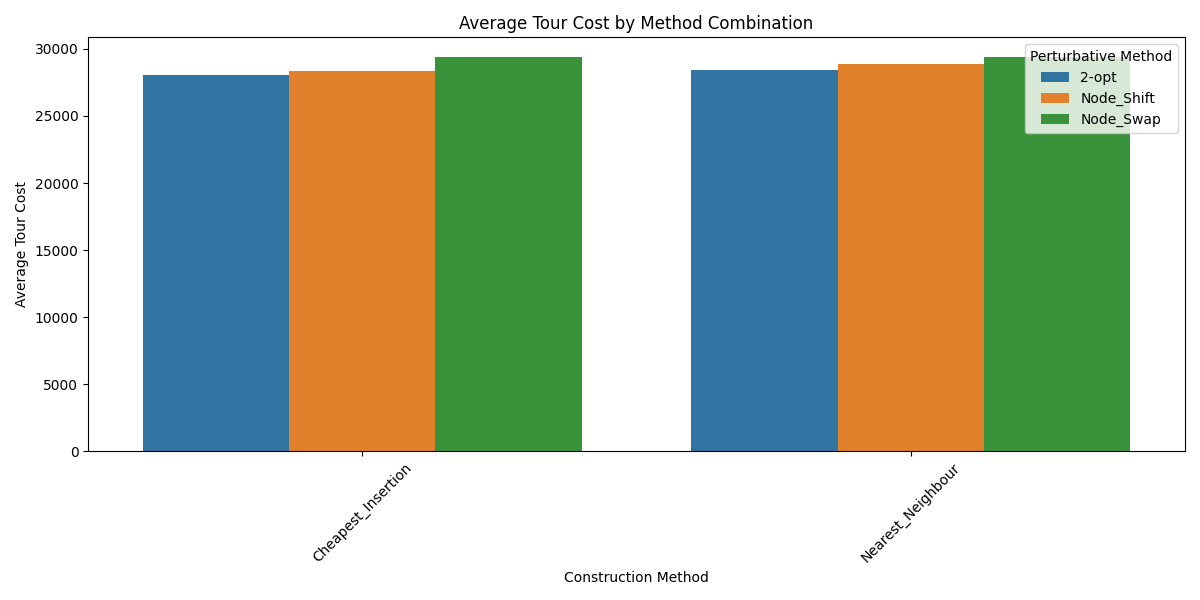 Average Tour Cost by Method Combination
Average Tour Cost
30000
25000
20000
15000
10000
5000
0
Perturbative Method
2-opt
Node_Shift
Node_Swap
Cheapest_Insertion
Nearest_Neighbour
Construction Method